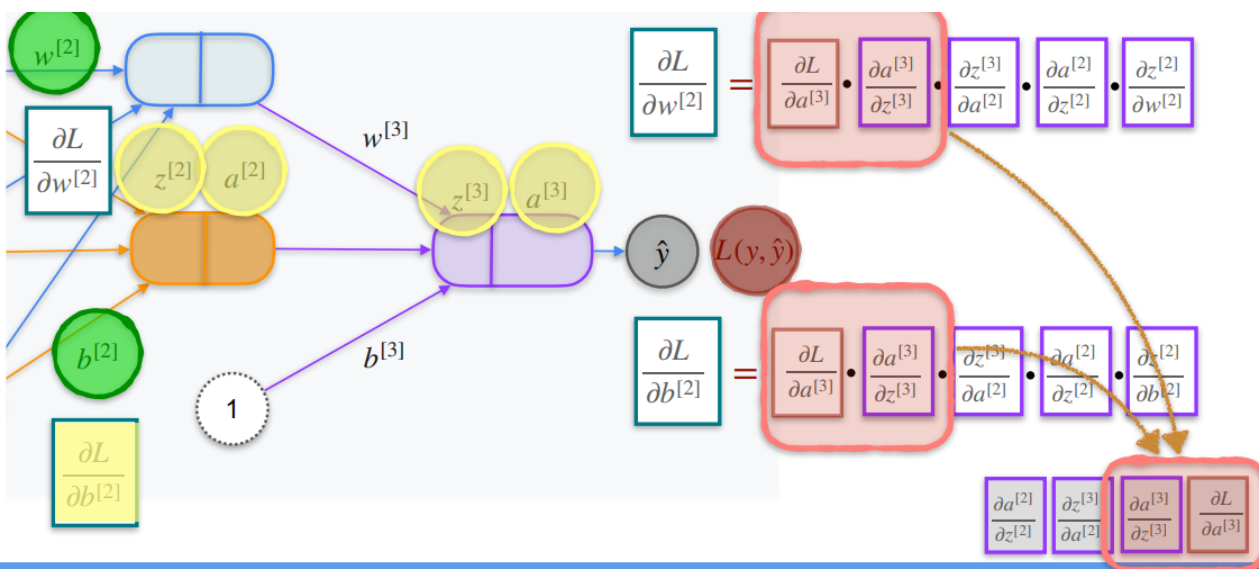 w^[2]
∂L/∂w^[2]
z^[2] a^[2]
w^[3]
z^[3] a^[3]
ŷ L(y, ŷ)
b^[2]
b^[3]
1
∂L/∂b^[2]
∂L/∂w^[2] = ∂L/∂a^[3] • ∂a^[3]/∂z^[3] • ∂z^[3]/∂a^[2] • ∂a^[2]/∂z^[2] • ∂z^[2]/∂w^[2]
∂L/∂b^[2] = ∂L/∂a^[3] • ∂a^[3]/∂z^[3] • ∂z^[3]/∂a^[2] • ∂a^[2]/∂z^[2] • ∂z^[2]/∂b^[2]
∂a^[2]/∂z^[2] ∂z^[3]/∂a^[2] ∂a^[3]/∂z^[3] ∂L/∂a^[3]